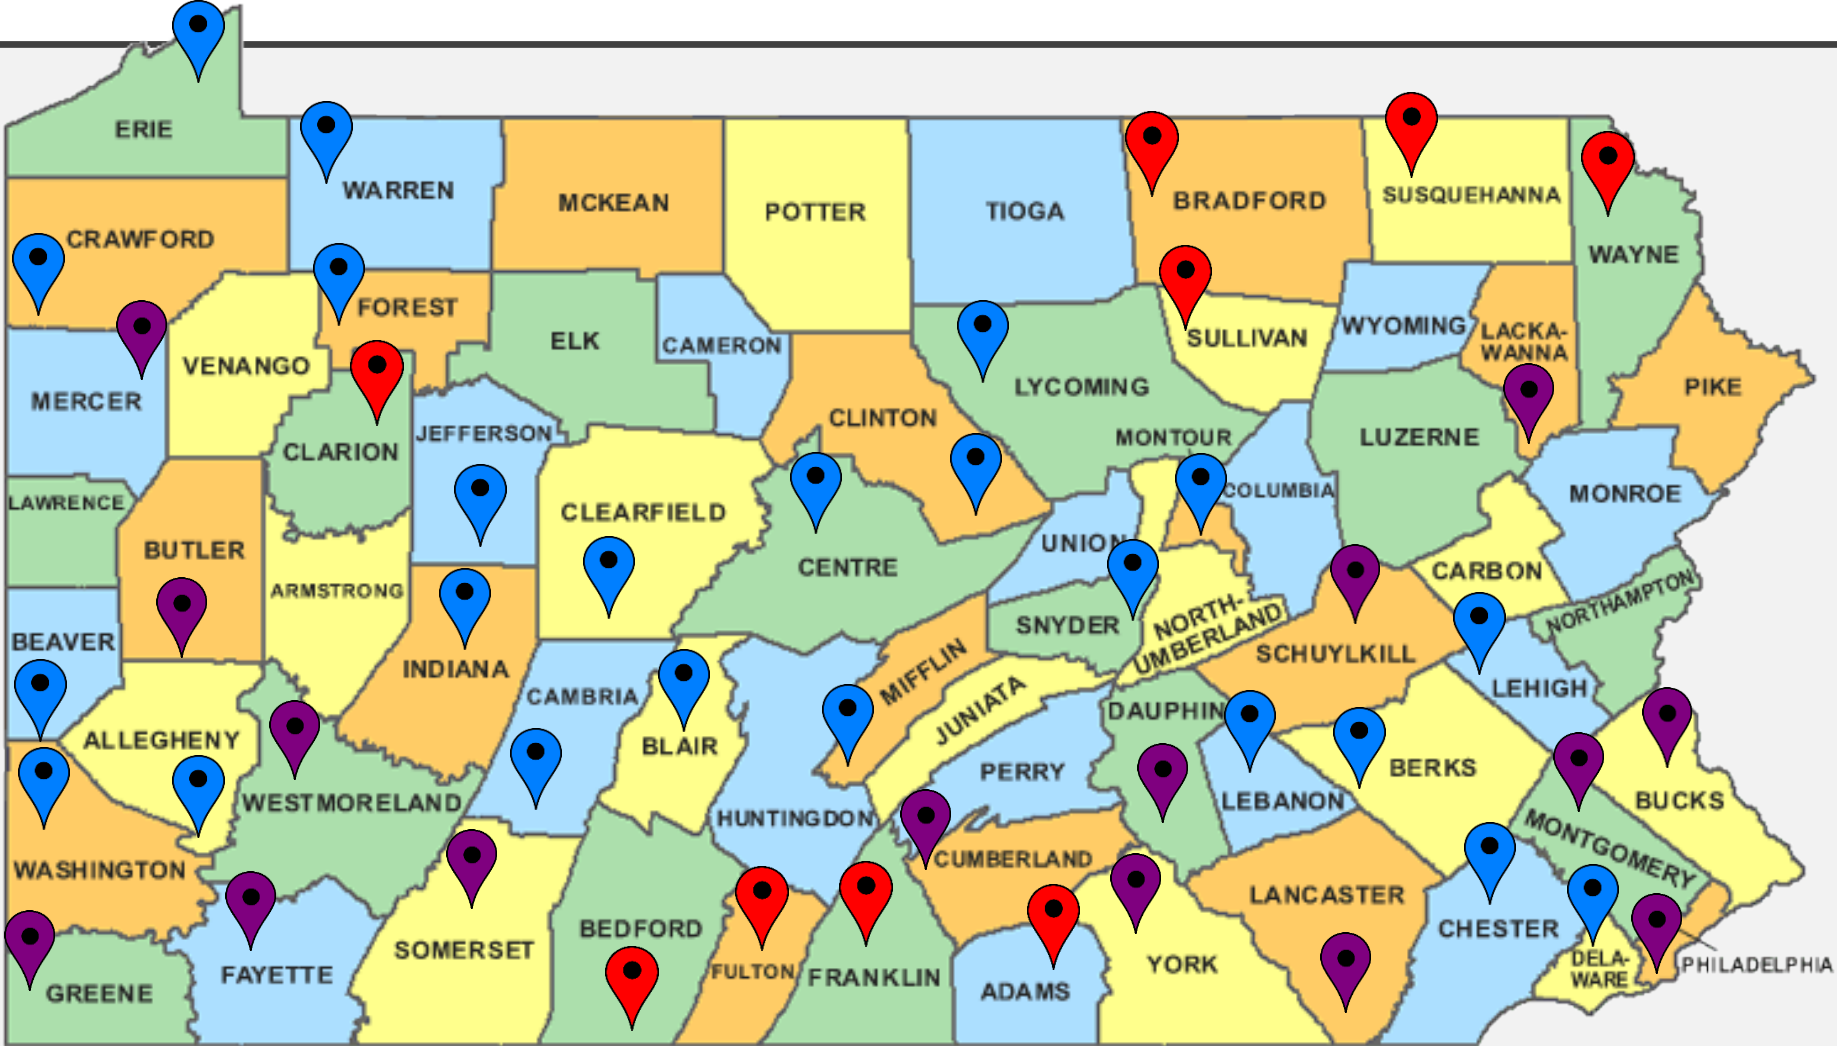 ERIE
WARREN
MCKEAN
POTTER
TIOGA
BRADFORD
SUSQUEHANNA
WAYNE
CRAWFORD
FOREST
ELK
CAMERON
SULLIVAN
WYOMING
LACKA-
WANNA
PIKE
MERCER
VENANGO
CLARION
JEFFERSON
CLINTON
LYCOMING
MONTOUR
COLUMBIA
LUZERNE
MONROE
LAWRENCE
BUTLER
ARMSTRONG
CLEARFIELD
CENTRE
UNION
CARBON
NORTHAMPTON
BEAVER
INDIANA
SNYDER
NORTH-
UMBERLAND
SCHUYLKILL
LEHIGH
ALLEGHENY
CAMBRIA
BLAIR
MIFFLIN
JUNIATA
DAUPHIN
WESTMORELAND
HUNTINGDON
PERRY
LEBANON
BERKS
BUCKS
MONTGOMERY
WASHINGTON
CUMBERLAND
LANCASTER
CHESTER
GREENE
FAYETTE
SOMERSET
BEDFORD
FULTON
FRANKLIN
ADAMS
YORK
DELA-
WARE
PHILADELPHIA